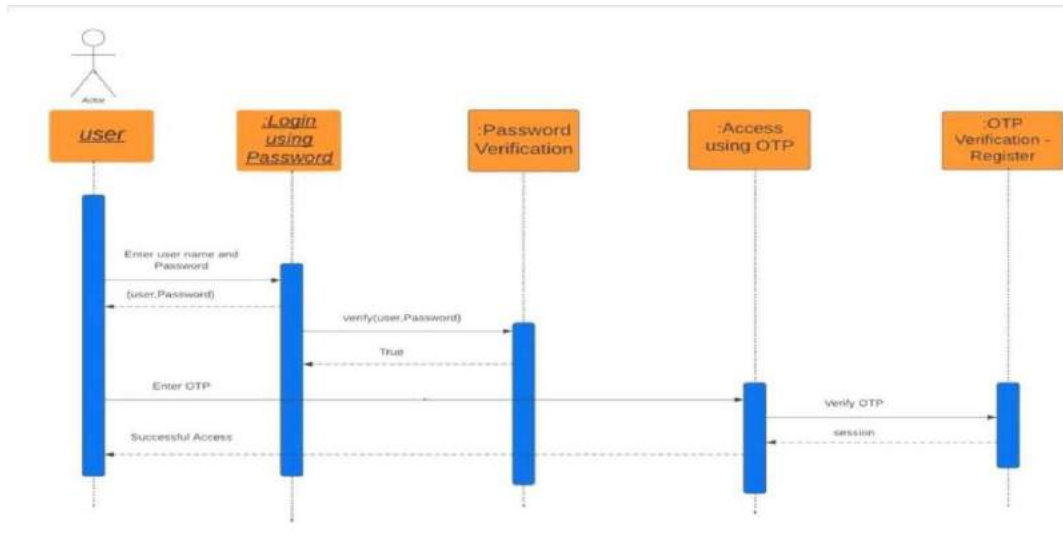 Actor
user
:Login
using
Password
:Password
Verification
:Access
using OTP
:OTP
Verification -
Register
Enter user name and
Password
(user,Password)
verify(user,Password)
True
Enter OTP
Verify OTP
session
Successful Access